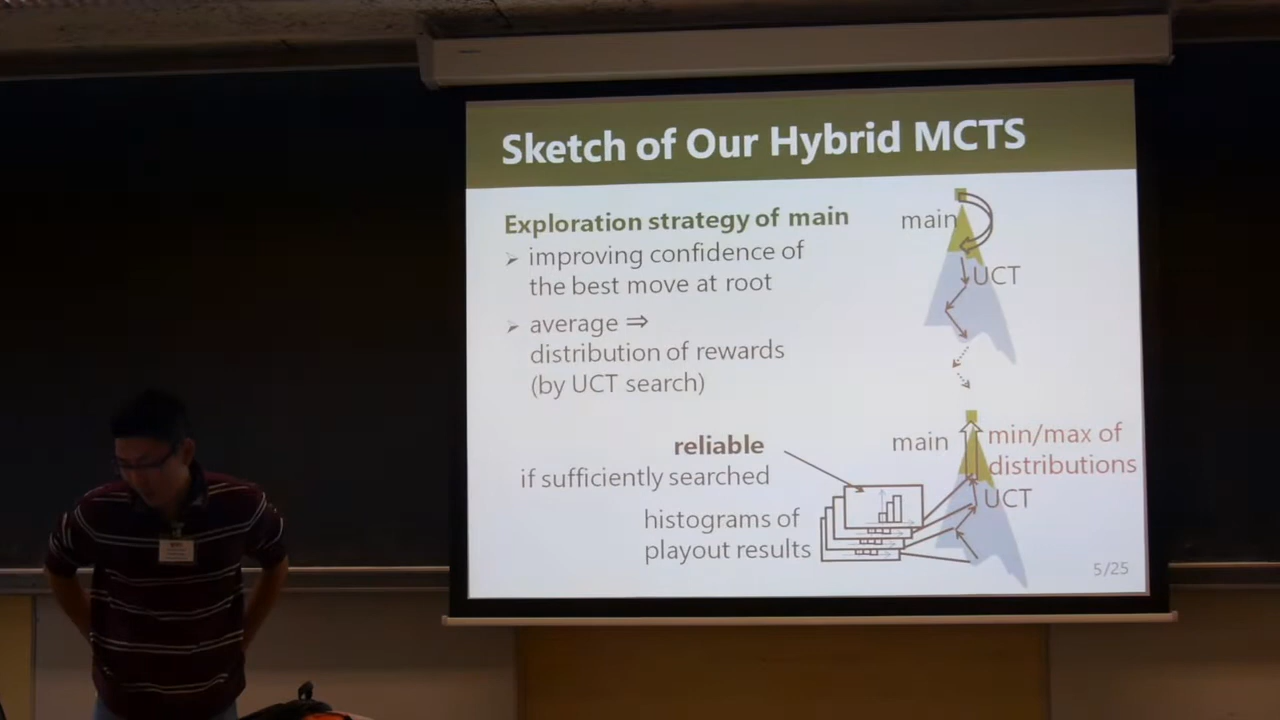 Sketch of Our Hybrid MCTS
Exploration strategy of main
➢ improving confidence of
the best move at root
➢ average ⇒
distribution of rewards
(by UCT search)
main
UCT
reliable
if sufficiently searched
histograms of
playout results
main
min/max of
distributions
UCT
5/25